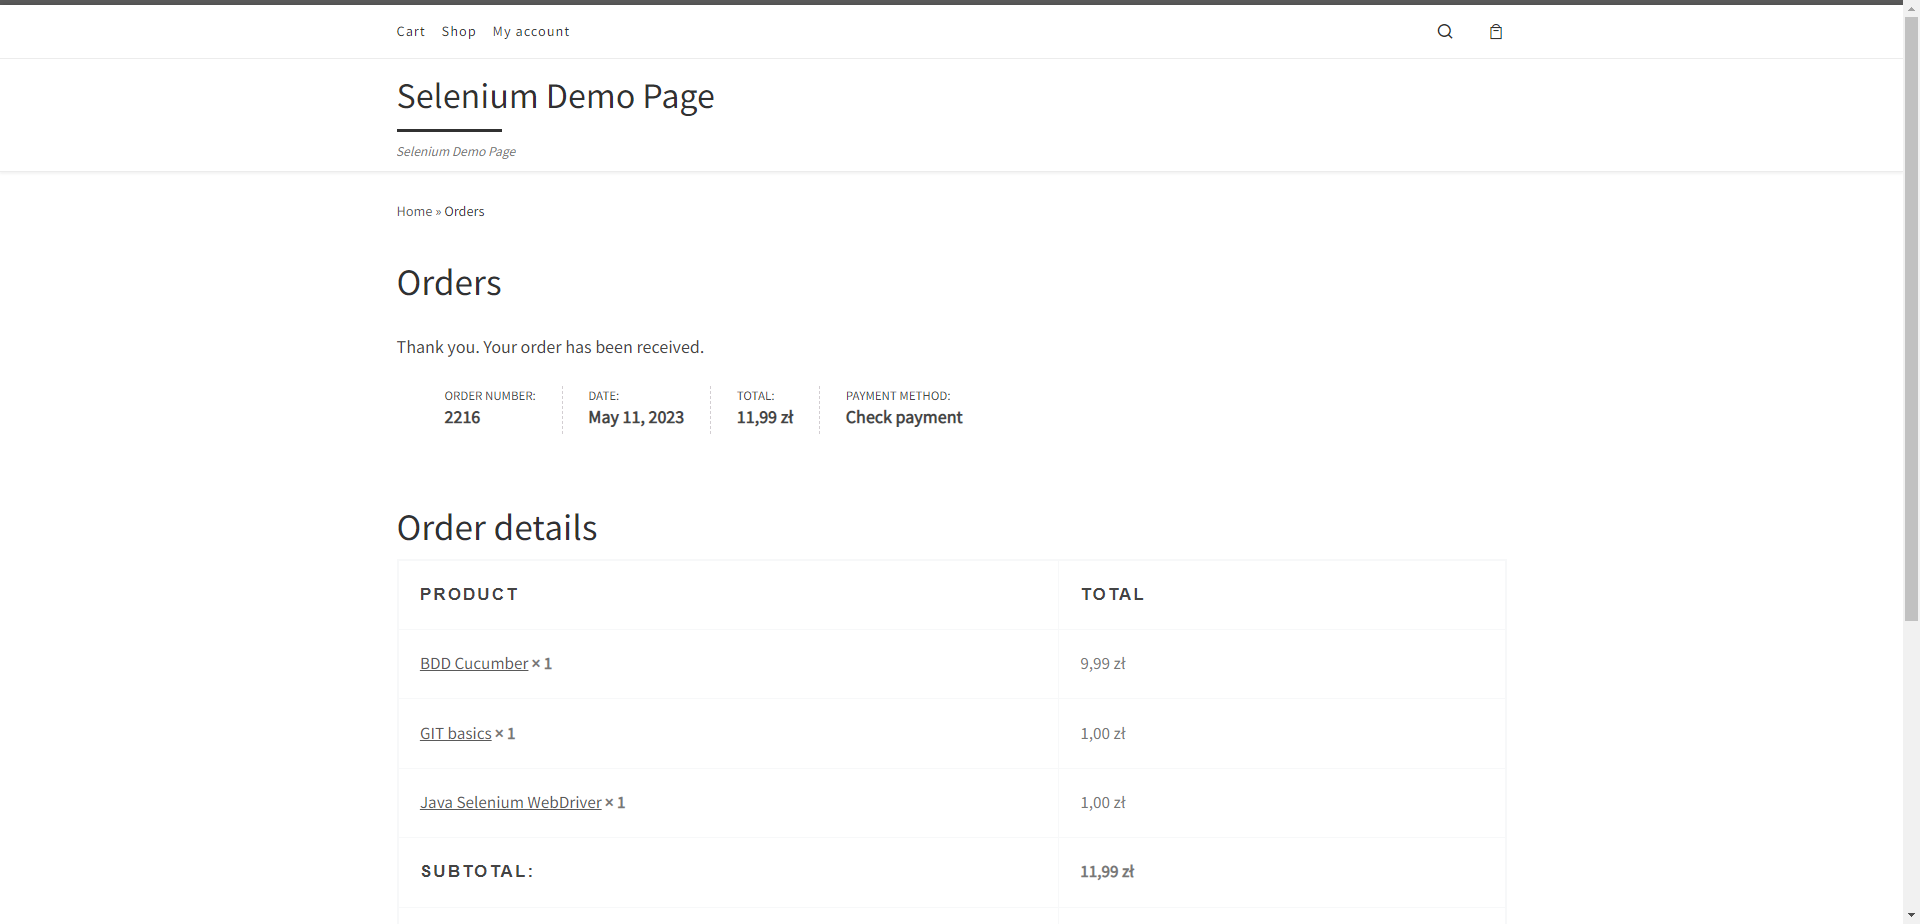 Cart Shop My account
Selenium Demo Page
Selenium Demo Page
Home » Orders
Orders
Thank you. Your order has been received.
ORDER NUMBER: DATE: TOTAL: PAYMENT METHOD:
2216 May 11, 2023 11,99 zł Check payment
Order details
PRODUCT TOTAL
BDD Cucumber × 1 9,99 zł
GIT basics × 1 1,00 zł
Java Selenium WebDriver × 1 1,00 zł
SUBTOTAL: 11,99 zł